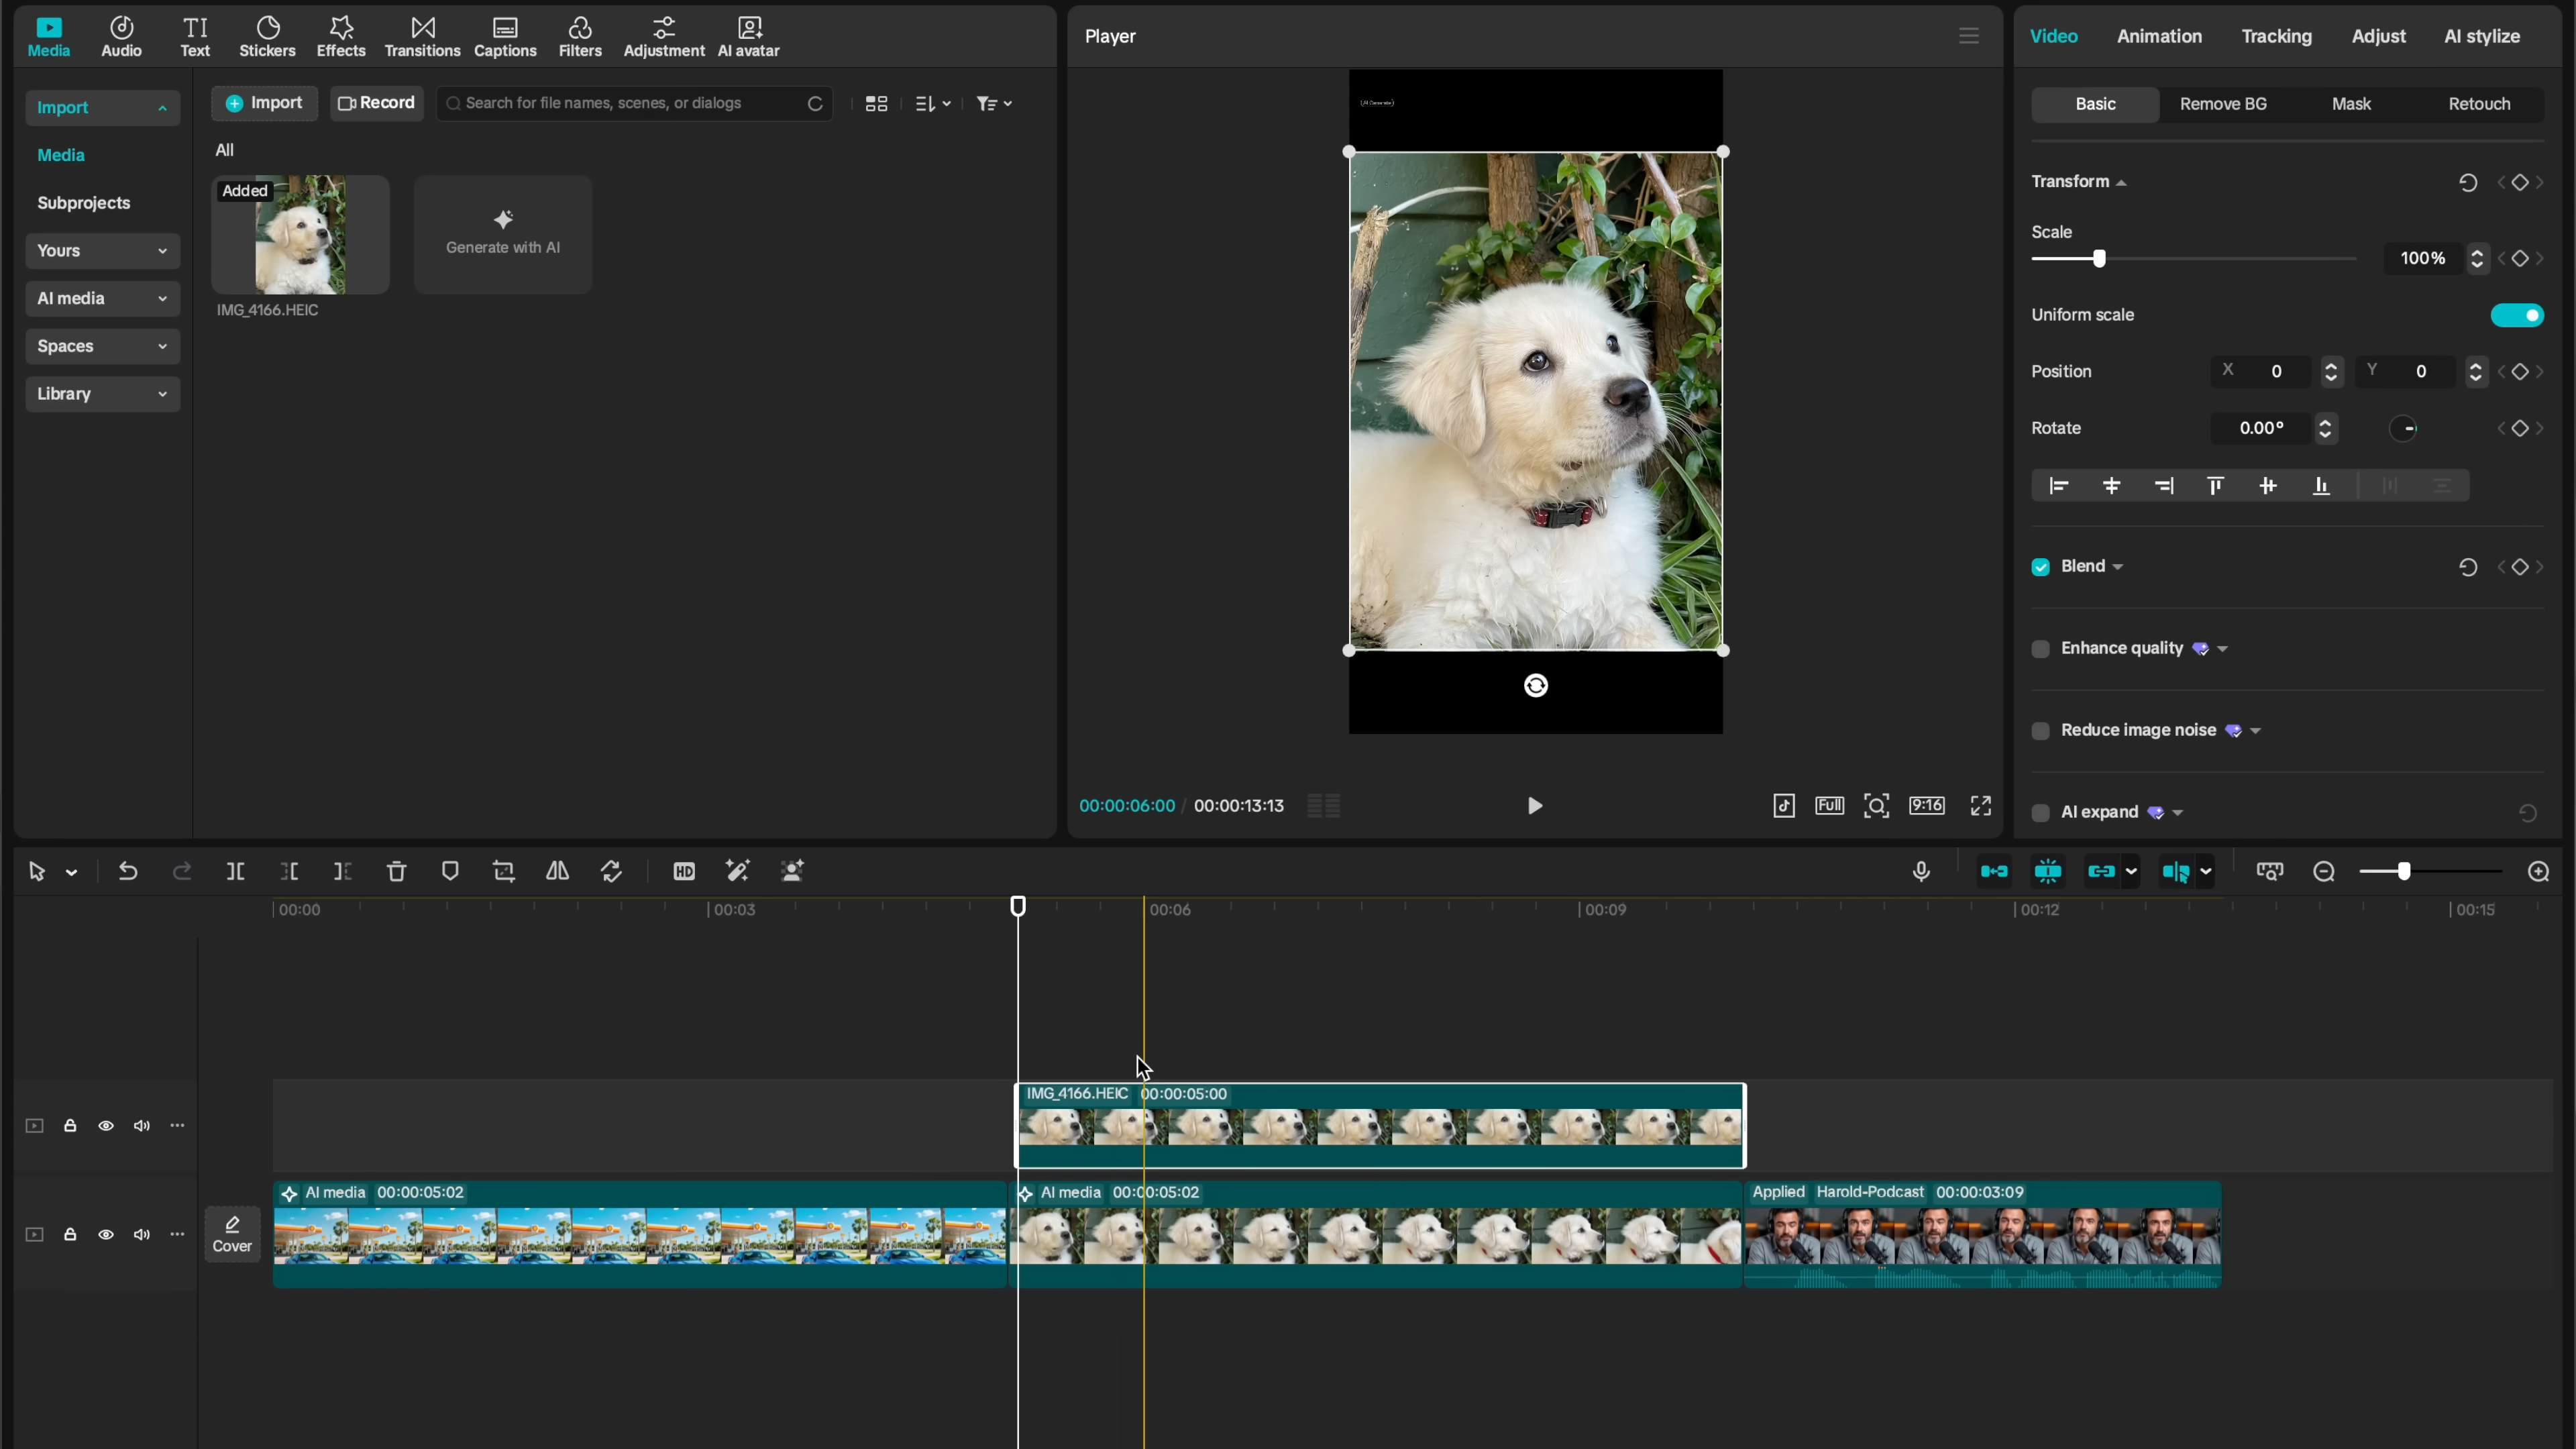 Media
Audio
Text
Stickers
Effects
Transitions
Captions
Filters
Adjustment
AI avatar
Import
Media
Subprojects
Yours
AI media
Spaces
Library
Import
Record
Search for file names, scenes, or dialogs
All
Added
IMG_4166.HEIC
Generate with AI
Player
00:00:06:00 / 00:00:13:13
Full
9:16
Video
Animation
Tracking
Adjust
AI stylize
Basic
Remove BG
Mask
Retouch
Transform
Scale
100%
Uniform scale
Position
X 0
Y 0
Rotate
0.00°
Blend
Enhance quality
Reduce image noise
AI expand
HD
00:00
00:03
00:06
00:09
00:12
00:15
IMG_4166.HEIC 00:00:05:00
Cover
AI media 00:00:05:02
AI media 00:00:05:02
Applied Harold-Podcast 00:00:03:09